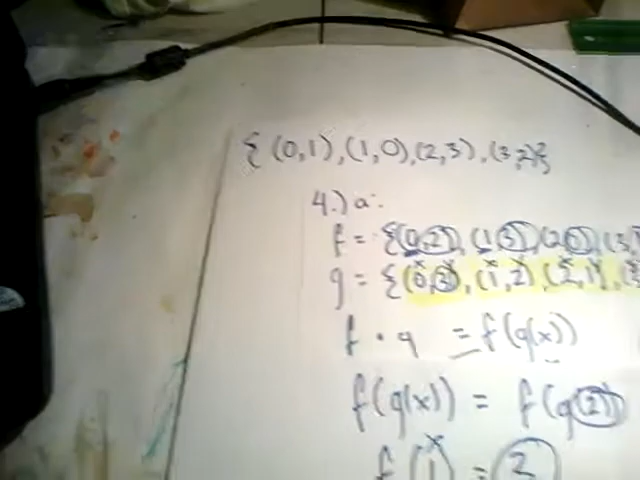 { (0,1), (1,0), (2,3), (3,2)}
4.) a.
f = {(0,2), (1,3), (2,0), (3,
g = {(0,3), (1,2), (2,1), (3
f · g = f(g(x))
f(g(x)) = f(g(2))
f(1) = 2